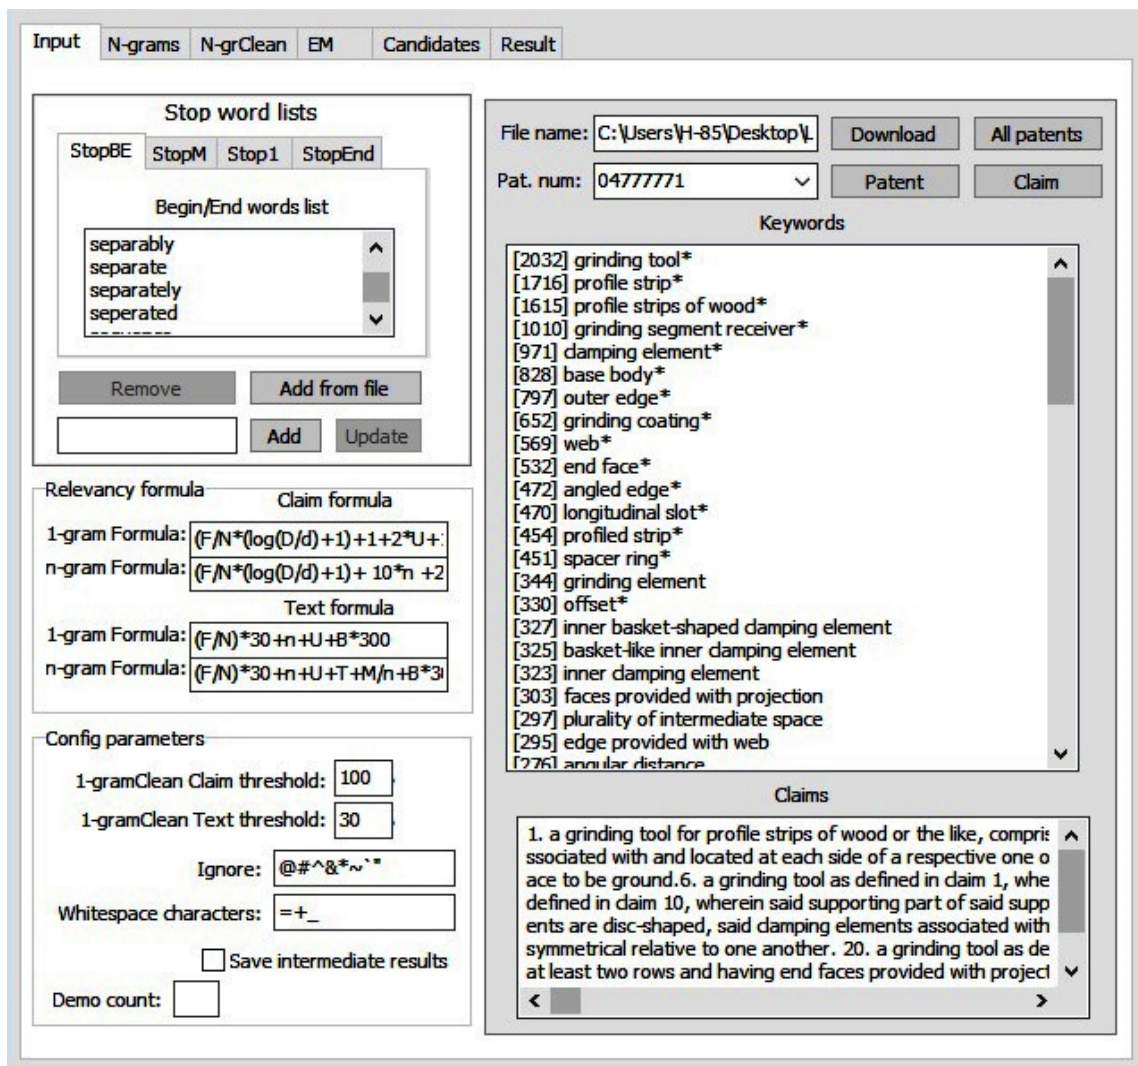 Input N-grams N-grClean EM Candidates Result
Stop word lists
StopBE StopM Stop1 StopEnd
Begin/End words list
separably
separate
separately
seperated
Remove Add from file
Add Update
Relevancy formula
Claim formula
1-gram Formula: (F/N*(log(D/d)+1)+1+2*U+
n-gram Formula: (F/N*(log(D/d)+1)+ 10*n +2
Text formula
1-gram Formula: (F/N)*30+n+U+B*300
n-gram Formula: (F/N)*30+n+U+T+M/n+B*3
Config parameters
1-gramClean Claim threshold: 100
1-gramClean Text threshold: 30
Ignore: @#^&*~`"
Whitespace characters: =+_
Save intermediate results
Demo count:
File name: C:\Users\H-85\Desktop\L Download All patents
Pat. num: 04777771 Patent Claim
Keywords
[2032] grinding tool*
[1716] profile strip*
[1615] profile strips of wood*
[1010] grinding segment receiver*
[971] clamping element*
[828] base body*
[797] outer edge*
[652] grinding coating*
[569] web*
[532] end face*
[472] angled edge*
[470] longitudinal slot*
[454] profiled strip*
[451] spacer ring*
[344] grinding element
[330] offset*
[327] inner basket-shaped clamping element
[325] basket-like inner clamping element
[323] inner clamping element
[303] faces provided with projection
[297] plurality of intermediate space
[295] edge provided with web
[276] angular distance
Claims
1. a grinding tool for profile strips of wood or the like, compris
ssociated with and located at each side of a respective one o
ace to be ground.6. a grinding tool as defined in claim 1, whe
defined in claim 10, wherein said supporting part of said supp
ents are disc-shaped, said clamping elements associated with
symmetrical relative to one another. 20. a grinding tool as de
at least two rows and having end faces provided with project